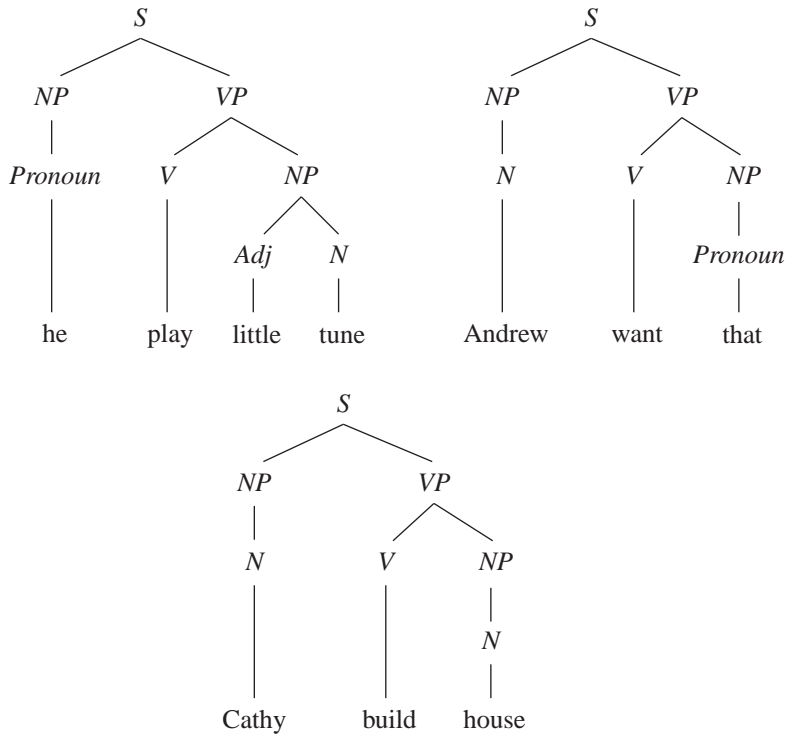 S S
NP VP NP VP
Pronoun V NP N V NP
Adj N Pronoun
he play little tune Andrew want that
S
NP VP
N V NP
N
Cathy build house